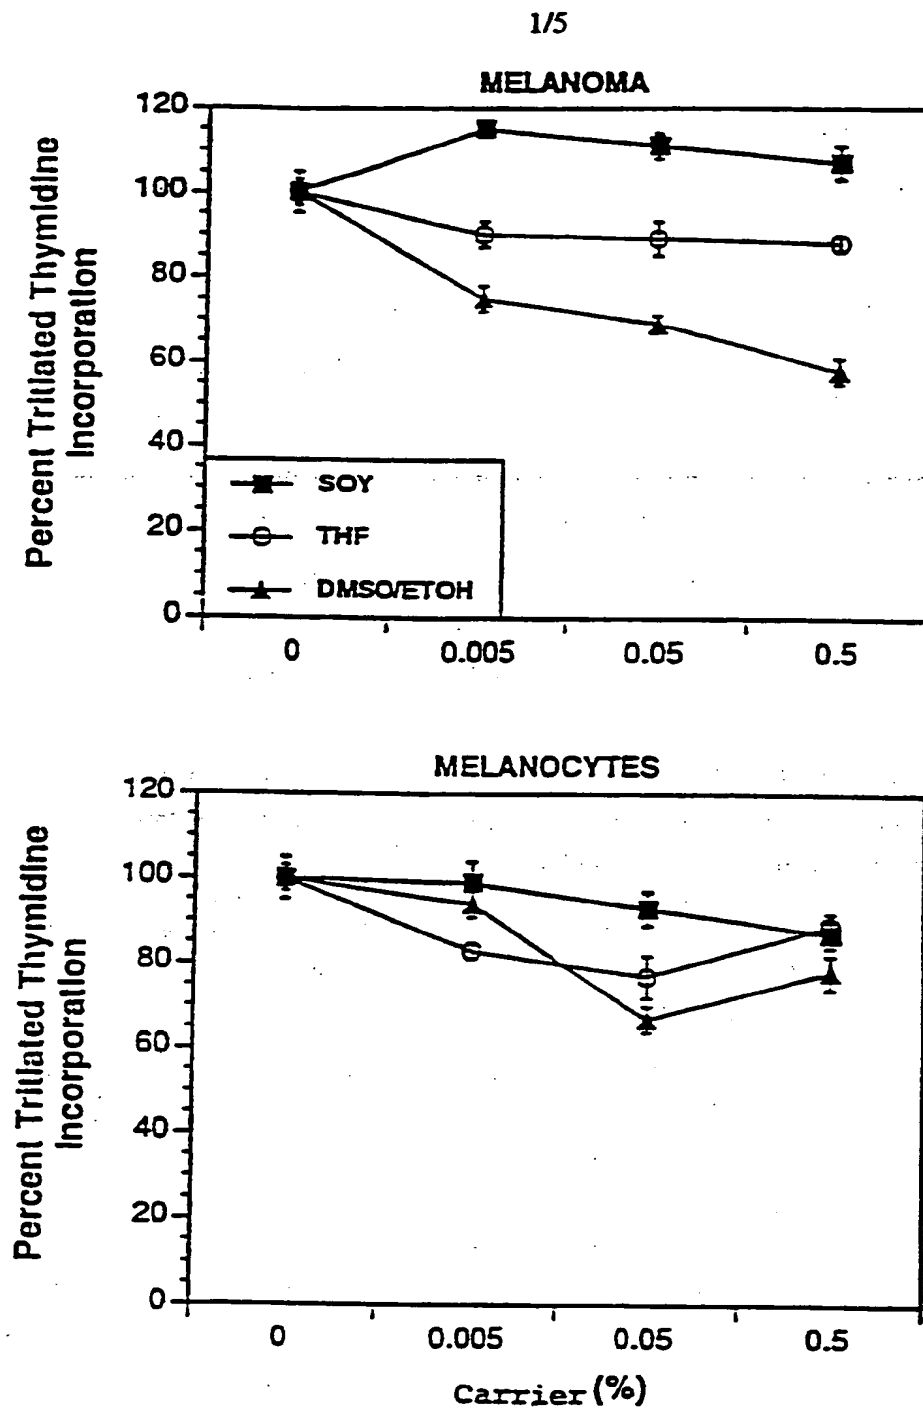 1/5
MELANOMA
Percent Tritiated Thymidine
Incorporation
120
100
80
60
40
20
0
SOY
THF
DMSO/ETOH
0 0.005 0.05 0.5
MELANOCYTES
Percent Tritiated Thymidine
Incorporation
120
100
80
60
40
20
0
0 0.005 0.05 0.5
Carrier (%)